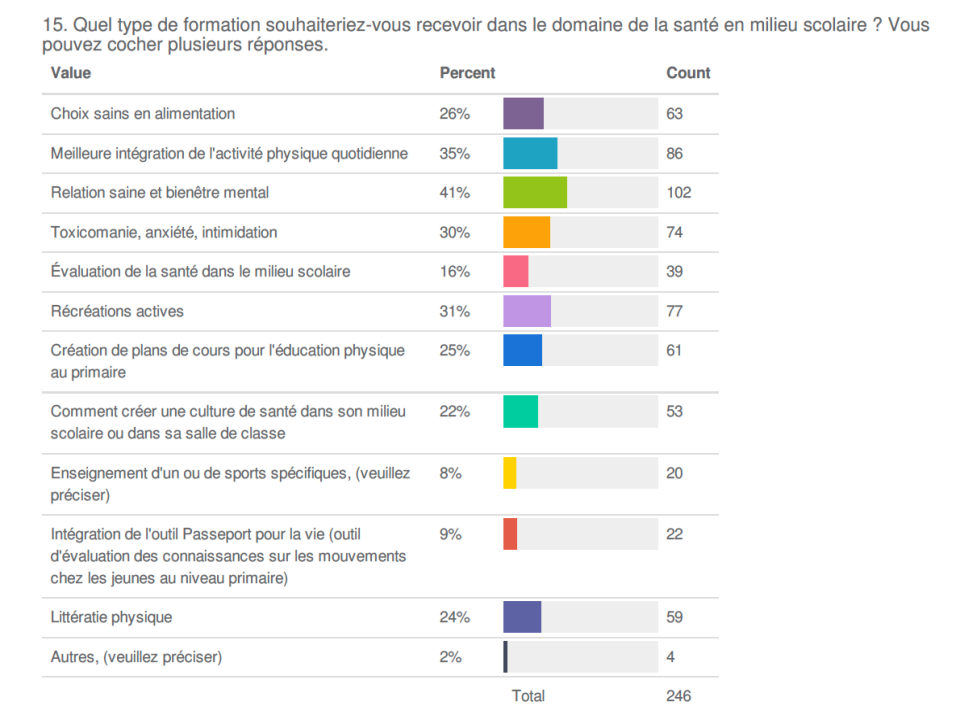 15. Quel type de formation souhaiteriez-vous recevoir dans le domaine de la santé en milieu scolaire ? Vous
pouvez cocher plusieurs réponses.
Value Percent Count
Choix sains en alimentation 26% 63
Meilleure intégration de l'activité physique quotidienne 35% 86
Relation saine et bienêtre mental 41% 102
Toxicomanie, anxiété, intimidation 30% 74
Évaluation de la santé dans le milieu scolaire 16% 39
Récréations actives 31% 77
Création de plans de cours pour l'éducation physique 25% 61
au primaire
Comment créer une culture de santé dans son milieu 22% 53
scolaire ou dans sa salle de classe
Enseignement d'un ou de sports spécifiques, (veuillez 8% 20
préciser)
Intégration de l'outil Passeport pour la vie (outil 9% 22
d'évaluation des connaissances sur les mouvements
chez les jeunes au niveau primaire)
Littératie physique 24% 59
Autres, (veuillez préciser) 2% 4
Total 246